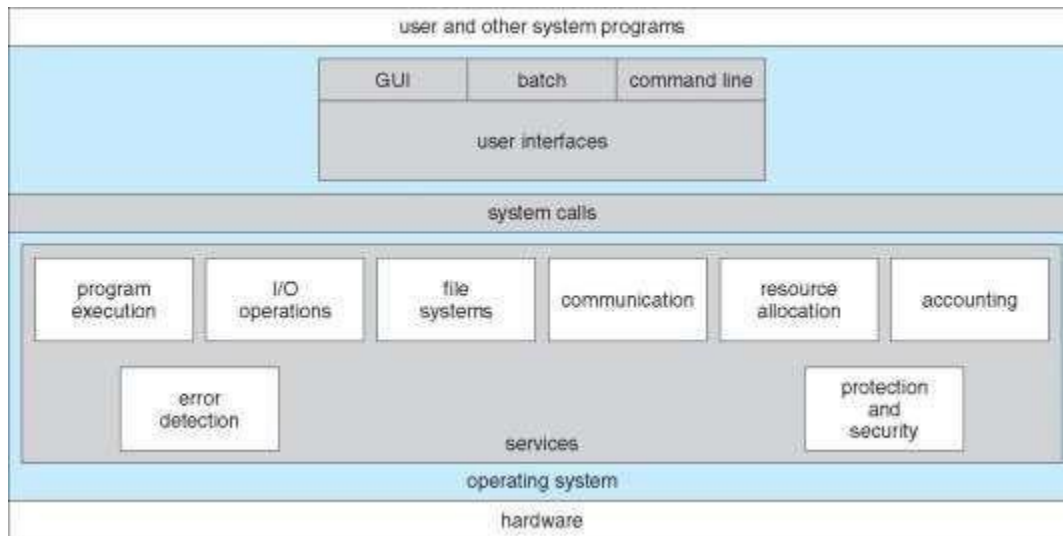 user and other system programs
GUI
batch
command line
user interfaces
system calls
program
execution
I/O
operations
file
systems
communication
resource
allocation
accounting
error
detection
protection
and
security
services
operating system
hardware